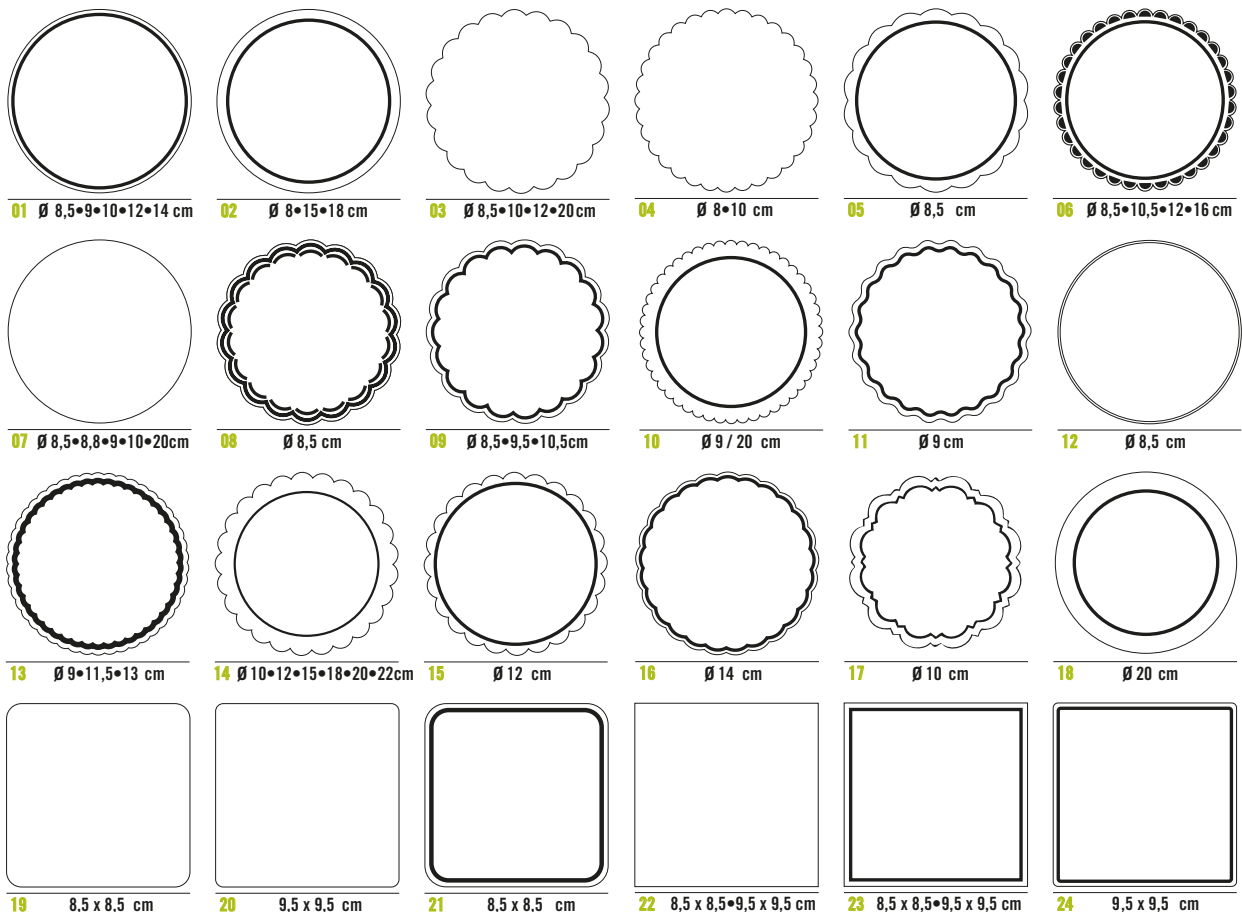 01 Ø 8,5•9•10•12•14 cm
02 Ø 8•15•18 cm
03 Ø 8,5•10•12•20cm
04 Ø 8•10 cm
05 Ø 8,5 cm
06 Ø 8,5•10,5•12•16 cm
07 Ø 8,5•8,8•9•10•20cm
08 Ø 8,5 cm
09 Ø 8,5•9,5•10,5cm
10 Ø 9 / 20 cm
11 Ø 9 cm
12 Ø 8,5 cm
13 Ø 9•11,5•13 cm
14 Ø 10•12•15•18•20•22cm
15 Ø 12 cm
16 Ø 14 cm
17 Ø 10 cm
18 Ø 20 cm
19 8,5 x 8,5 cm
20 9,5 x 9,5 cm
21 8,5 x 8,5 cm
22 8,5 x 8,5•9,5 x 9,5 cm
23 8,5 x 8,5•9,5 x 9,5 cm
24 9,5 x 9,5 cm